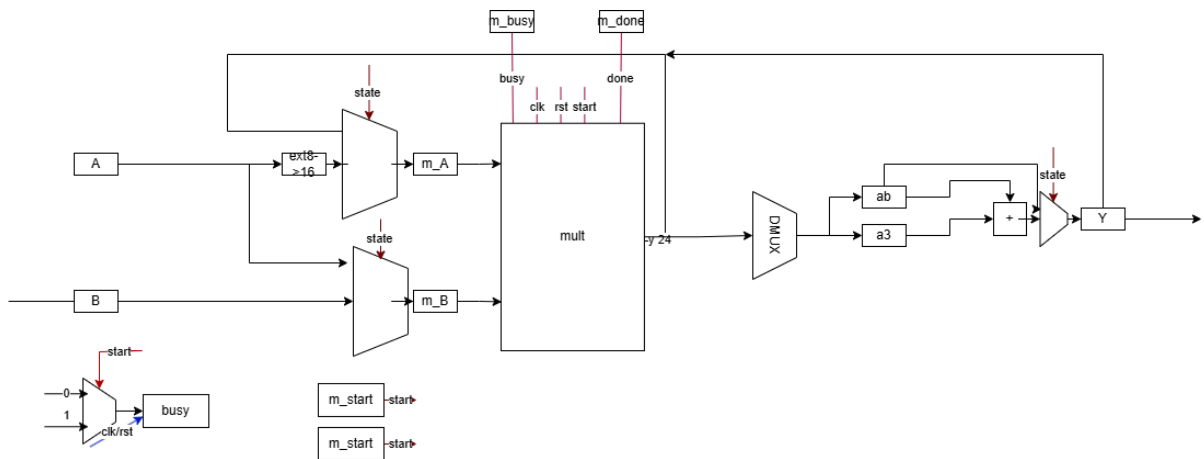 m_busy
m_done
busy
done
state
clk
rst
start
A
ext8-
>16
m_A
state
ab
+
Y
a3
mult
-y 24
DMUX
state
B
m_B
start
0
1
clk/rst
busy
m_start
start
m_start
start